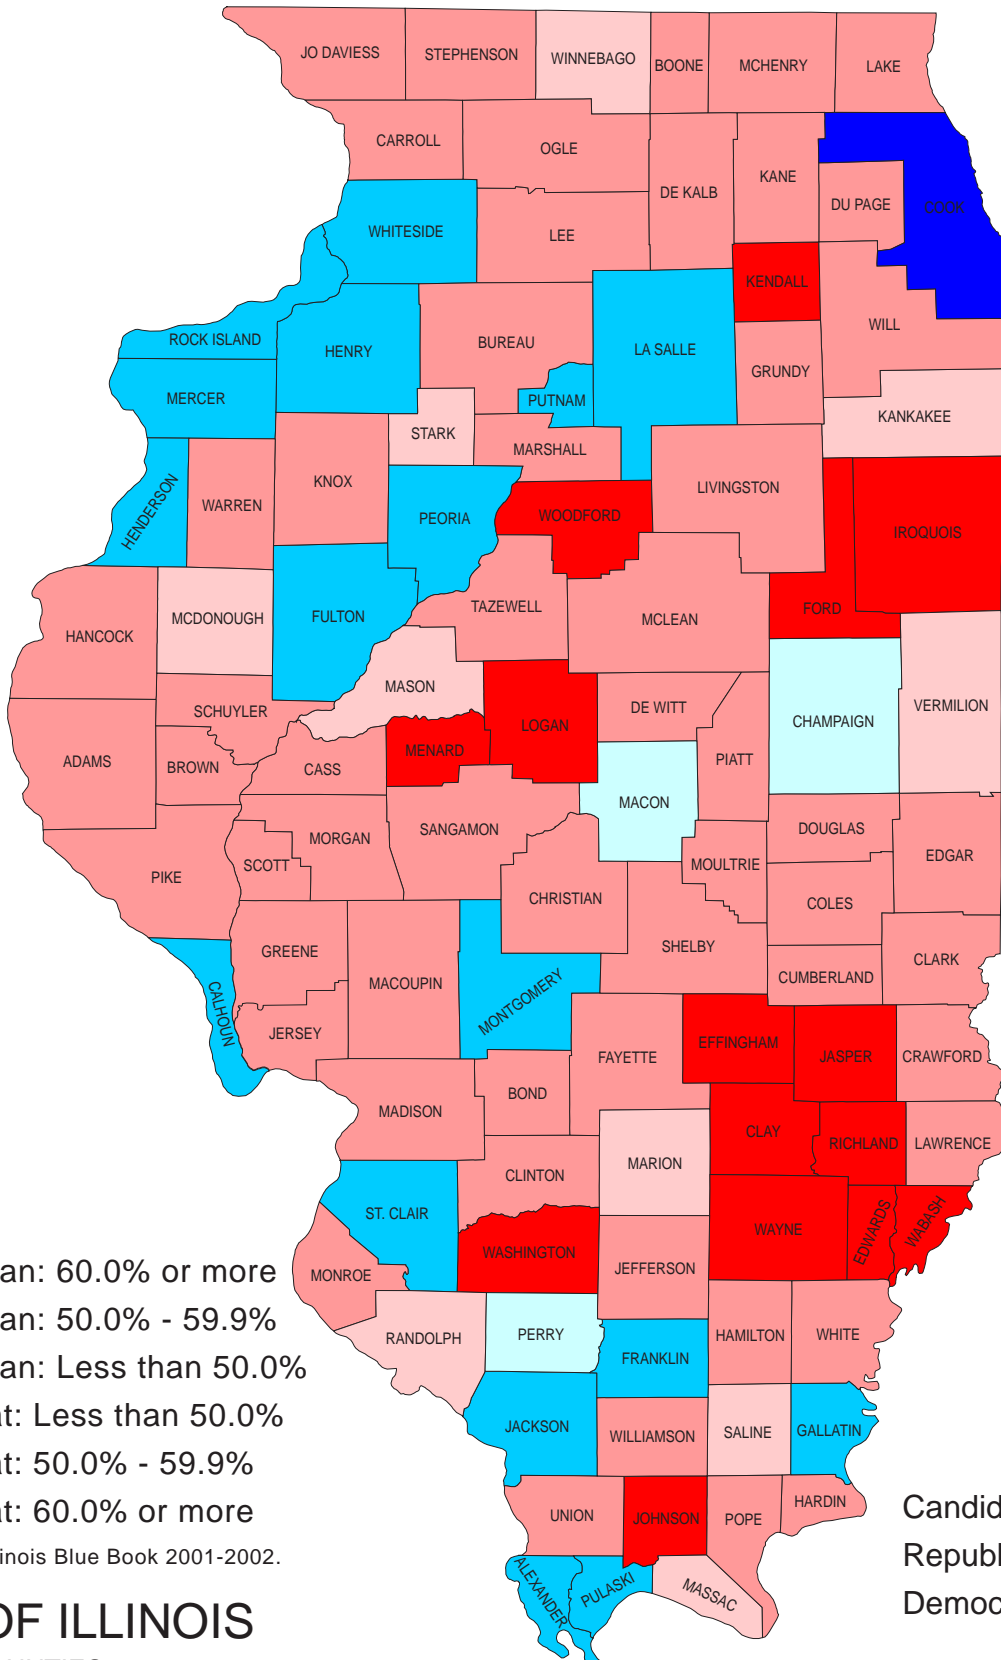 JO DAVIESS
STEPHENSON
WINNEBAGO
BOONE
MCHENRY
LAKE
CARROLL
OGLE
DE KALB
KANE
DU PAGE
COOK
WHITESIDE
LEE
KENDALL
WILL
ROCK ISLAND
HENRY
BUREAU
LA SALLE
GRUNDY
MERCER
PUTNAM
KANKAKEE
STARK
MARSHALL
HENDERSON
WARREN
KNOX
PEORIA
WOODFORD
LIVINGSTON
IROQUOIS
HANCOCK
MCDONOUGH
FULTON
TAZEWELL
MCLEAN
FORD
MASON
SCHUYLER
LOGAN
DE WITT
CHAMPAIGN
VERMILION
ADAMS
BROWN
CASS
MENARD
PIATT
MACON
PIKE
SCOTT
MORGAN
SANGAMON
MOULTRIE
DOUGLAS
EDGAR
CHRISTIAN
COLES
GREENE
MACOUPIN
MONTGOMERY
SHELBY
CUMBERLAND
CLARK
CALHOUN
JERSEY
FAYETTE
EFFINGHAM
JASPER
CRAWFORD
MADISON
BOND
CLAY
RICHLAND
LAWRENCE
CLINTON
MARION
ST. CLAIR
WASHINGTON
WAYNE
EDWARDS
WABASH
MONROE
JEFFERSON
RANDOLPH
PERRY
FRANKLIN
HAMILTON
WHITE
JACKSON
WILLIAMSON
SALINE
GALLATIN
UNION
JOHNSON
POPE
HARDIN
ALEXANDER
PULASKI
MASSAC
an: 60.0% or more
an: 50.0% - 59.9%
an: Less than 50.0%
at: Less than 50.0%
at: 50.0% - 59.9%
at: 60.0% or more
linois Blue Book 2001-2002.
OF ILLINOIS
Candid
Republ
Democ